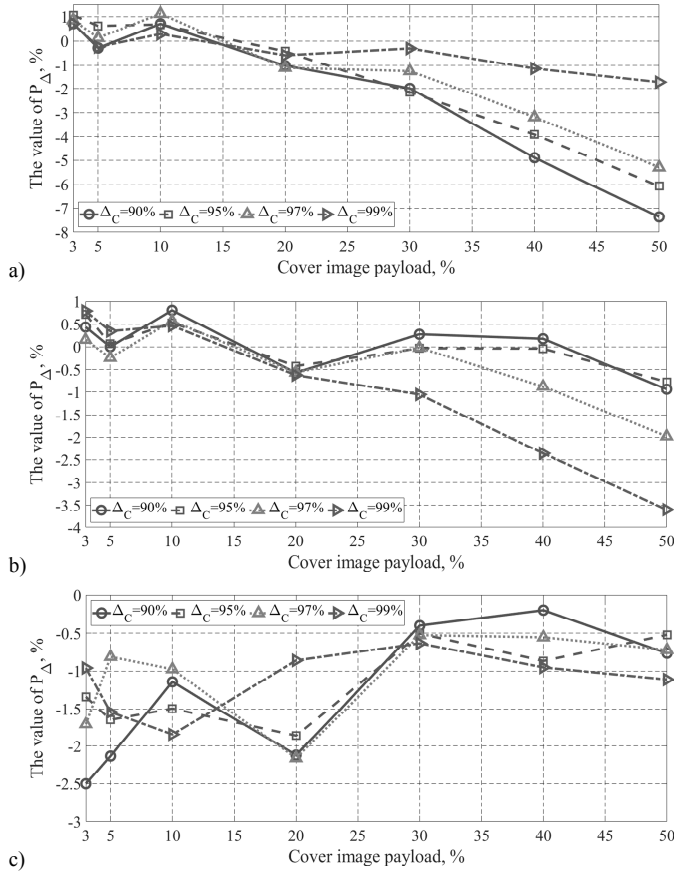 1
0
-1
-2
-3
-4
-5
-6
-7
-8
The value of P_Δ, %
Δ_C=90% Δ_C=95% Δ_C=97% Δ_C=99%
3 5 10 15 20 25 30 35 40 45 50
Cover image payload, %
a)
1
0.5
0
-0.5
-1
-1.5
-2
-2.5
-3
-3.5
-4
The value of P_Δ, %
Δ_C=90% Δ_C=95% Δ_C=97% Δ_C=99%
3 5 10 15 20 25 30 35 40 45 50
Cover image payload, %
b)
0
-0.5
-1
-1.5
-2
-2.5
-3
The value of P_Δ, %
Δ_C=90% Δ_C=95% Δ_C=97% Δ_C=99%
3 5 10 15 20 25 30 35 40 45 50
Cover image payload, %
c)